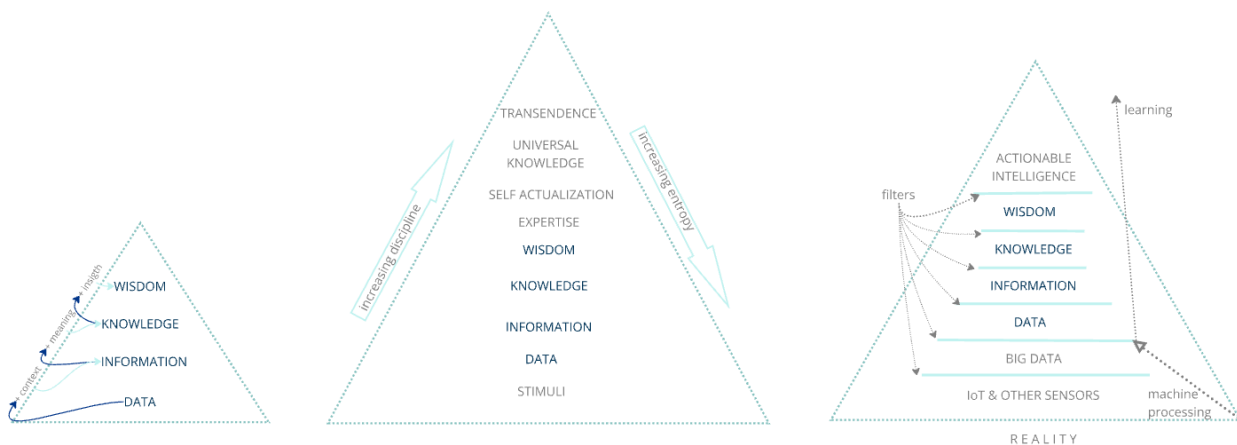 + insigth
WISDOM
+ meaning
KNOWLEDGE
+ context
INFORMATION
DATA
TRANSENDENCE
UNIVERSAL
KNOWLEDGE
SELF ACTUALIZATION
EXPERTISE
WISDOM
KNOWLEDGE
INFORMATION
DATA
STIMULI
increasing discipline
increasing entropy
learning
ACTIONABLE
INTELLIGENCE
filters
WISDOM
KNOWLEDGE
INFORMATION
DATA
BIG DATA
IoT & OTHER SENSORS
machine
processing
REALITY